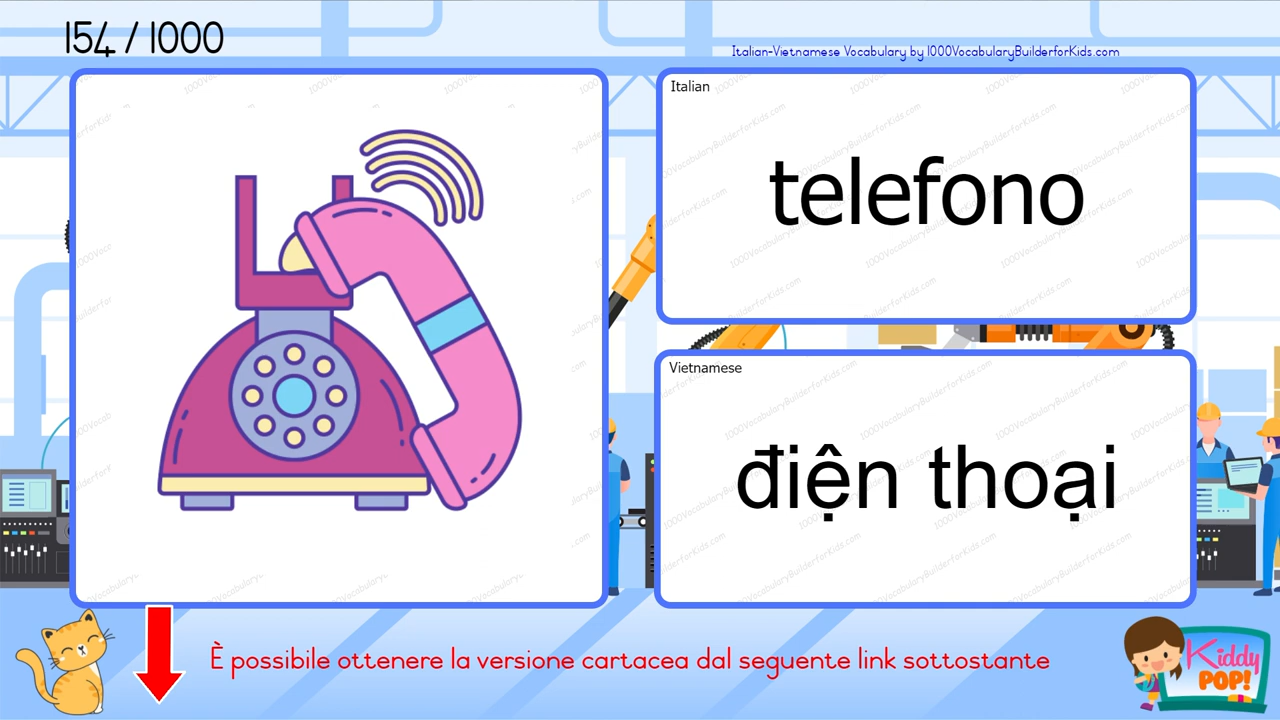 154 / 1000
Italian-Vietnamese Vocabulary by 1000VocabularyBuilderforKids.com
Italian
telefono
Vietnamese
điện thoại
È possibile ottenere la versione cartacea dal seguente link sottostante
Kiddy
POP!